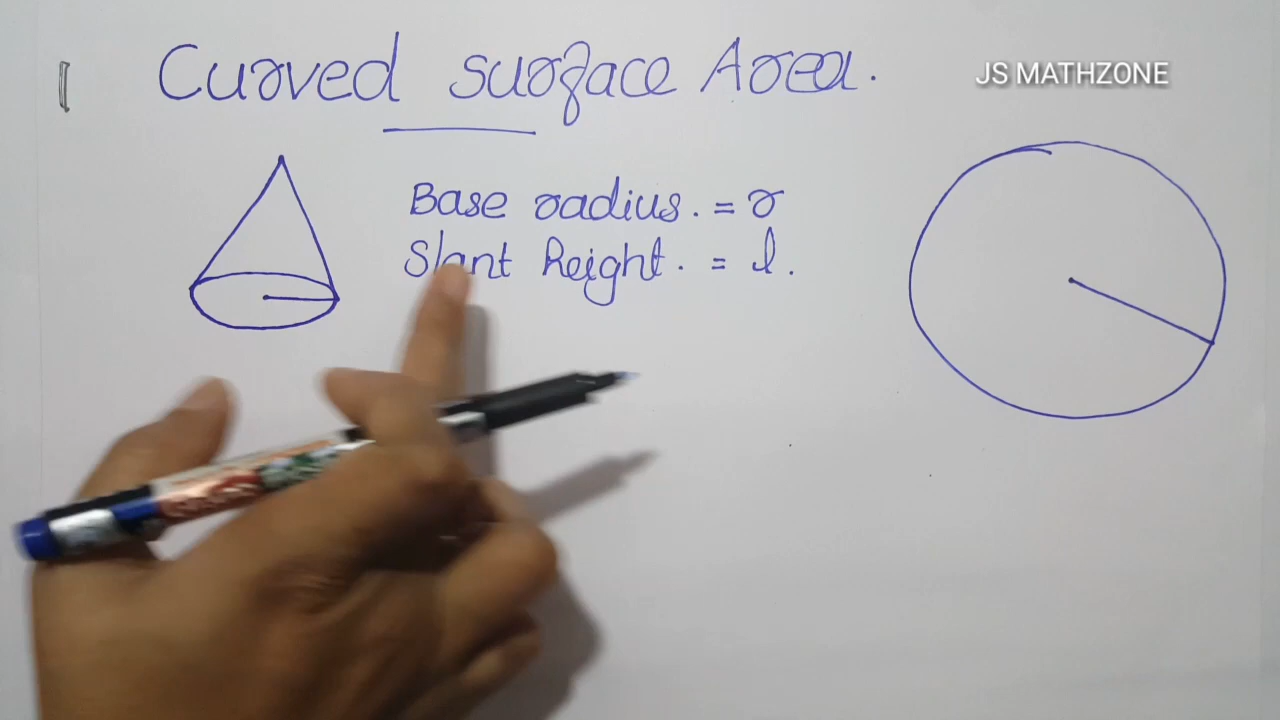 Curved surface Area.
JS MATHZONE
Base radius. = r
Slant Height. = l.